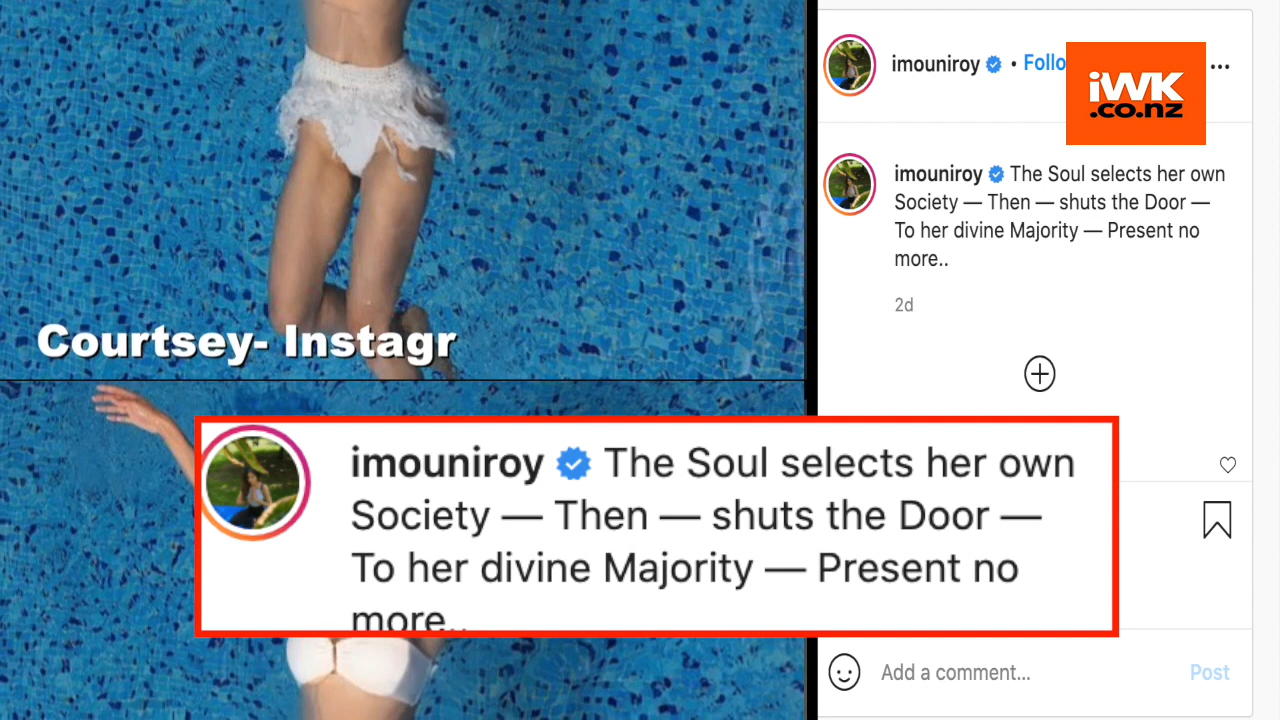 imouniroy • Follo ...
iWK
.co.nz
imouniroy The Soul selects her own
Society — Then — shuts the Door —
To her divine Majority — Present no
more..
2d
Courtsey- Instagr
imouniroy The Soul selects her own
Society — Then — shuts the Door —
To her divine Majority — Present no
more..
Add a comment...
Post